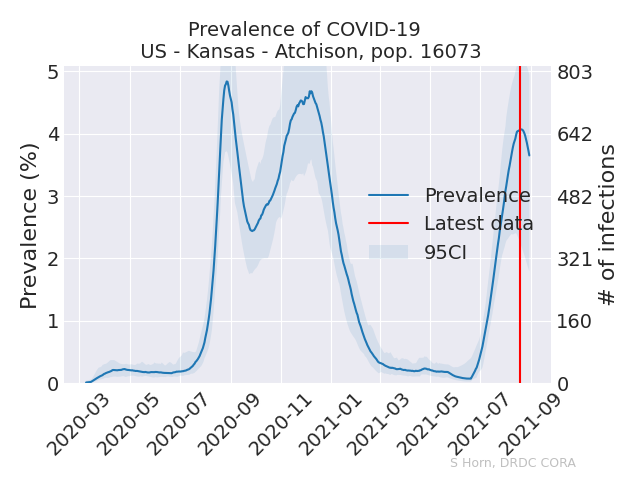 Prevalence of COVID-19
US - Kansas - Atchison, pop. 16073
Prevalence (%)
5
4
3
2
1
0
803
642
482
321
160
0
# of infections
Prevalence
Latest data
95CI
2020-03
2020-05
2020-07
2020-09
2020-11
2021-01
2021-03
2021-05
2021-07
2021-09
S Horn, DRDC CORA